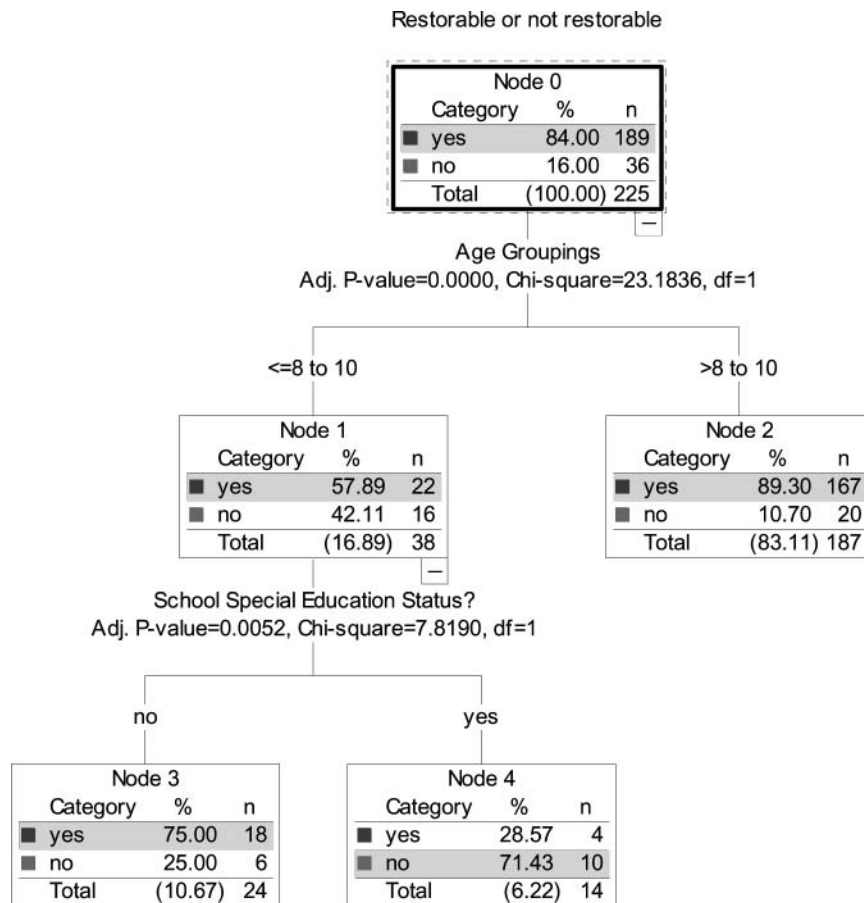 Restorable or not restorable
Node 0
Category % n
yes 84.00 189
no 16.00 36
Total (100.00) 225
Age Groupings
Adj. P-value=0.0000, Chi-square=23.1836, df=1
<=8 to 10
>8 to 10
Node 1
Category % n
yes 57.89 22
no 42.11 16
Total (16.89) 38
Node 2
Category % n
yes 89.30 167
no 10.70 20
Total (83.11) 187
School Special Education Status?
Adj. P-value=0.0052, Chi-square=7.8190, df=1
no
yes
Node 3
Category % n
yes 75.00 18
no 25.00 6
Total (10.67) 24
Node 4
Category % n
yes 28.57 4
no 71.43 10
Total (6.22) 14